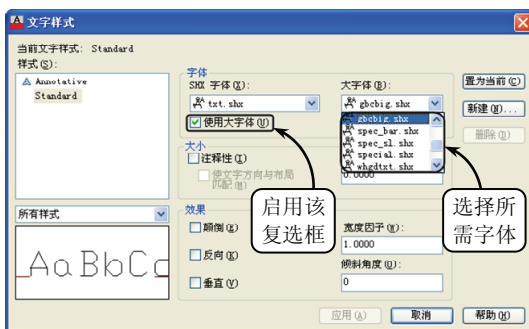 文字样式
当前文字样式: Standard
样式(S):
Annotative
Standard
所有样式
AaBbCc
字体
SHX 字体(X):
txt.shx
使用大字体(U)
大字体(B):
gbcbig.shx
gbcbig.shx
spec_bar.shx
spec_sl.shx
special.shx
whgdtxt.shx
大小
注释性(I)
使文字方向与布局
匹配(M)
0.0000
效果
颠倒(E)
反向(K)
垂直(V)
宽度因子(W):
1.0000
倾斜角度(O):
0
置为当前(C)
新建(N)...
删除(D)
启用该
复选框
选择所
需字体
应用(A)
取消
帮助(H)